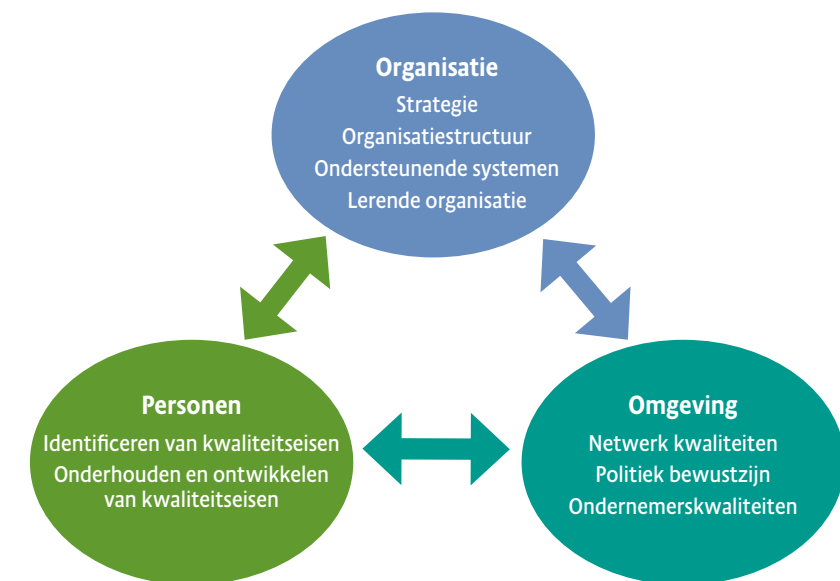 Organisatie
Strategie
Organisatiestructuur
Ondersteunende systemen
Lerende organisatie
Personen
Identificeren van kwaliteitseisen
Onderhouden en ontwikkelen
van kwaliteitseisen
Omgeving
Netwerk kwaliteiten
Politiek bewustzijn
Ondernemerskwaliteiten